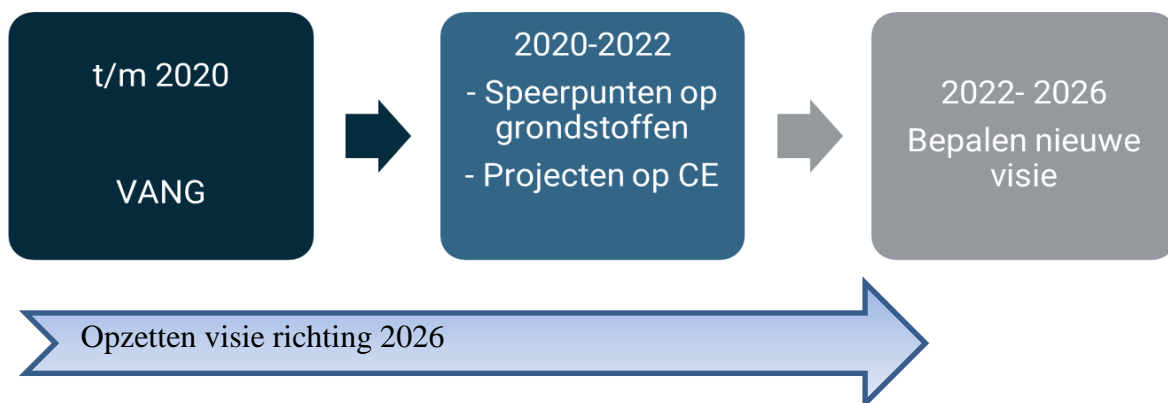 t/m 2020
VANG
2020-2022
- Speerpunten op
grondstoffen
- Projecten op CE
2022- 2026
Bepalen nieuwe
visie
Opzetten visie richting 2026